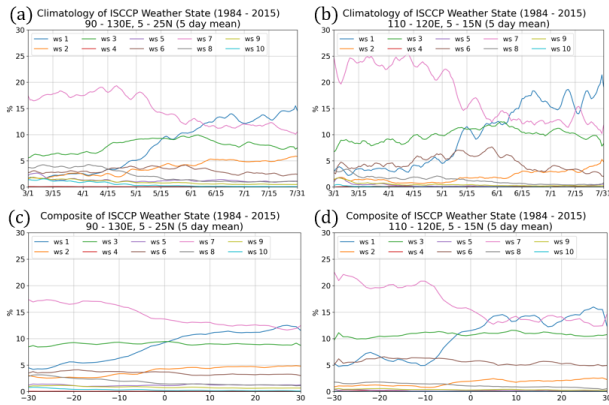 (a) Climatology of ISCCP Weather State (1984 - 2015)
90 - 130E, 5 - 25N (5 day mean)
ws 1 ws 3 ws 5 ws 7 ws 9
ws 2 ws 4 ws 6 ws 8 ws 10
30
25
20
15
10
5
0
%
3/1 3/15 4/1 4/15 5/1 5/15 6/1 6/15 7/1 7/15 7/31
(b) Climatology of ISCCP Weather State (1984 - 2015)
110 - 120E, 5 - 15N (5 day mean)
ws 1 ws 3 ws 5 ws 7 ws 9
ws 2 ws 4 ws 6 ws 8 ws 10
30
25
20
15
10
5
0
%
3/1 3/15 4/1 4/15 5/1 5/15 6/1 6/15 7/1 7/15 7/31
(c) Composite of ISCCP Weather State (1984 - 2015)
90 - 130E, 5 - 25N (5 day mean)
ws 1 ws 3 ws 5 ws 7 ws 9
ws 2 ws 4 ws 6 ws 8 ws 10
30
25
20
15
10
5
0
%
−30 −20 −10 0 10 20 30
(d) Composite of ISCCP Weather State (1984 - 2015)
110 - 120E, 5 - 15N (5 day mean)
ws 1 ws 3 ws 5 ws 7 ws 9
ws 2 ws 4 ws 6 ws 8 ws 10
30
25
20
15
10
5
0
%
−30 −20 −10 0 10 20